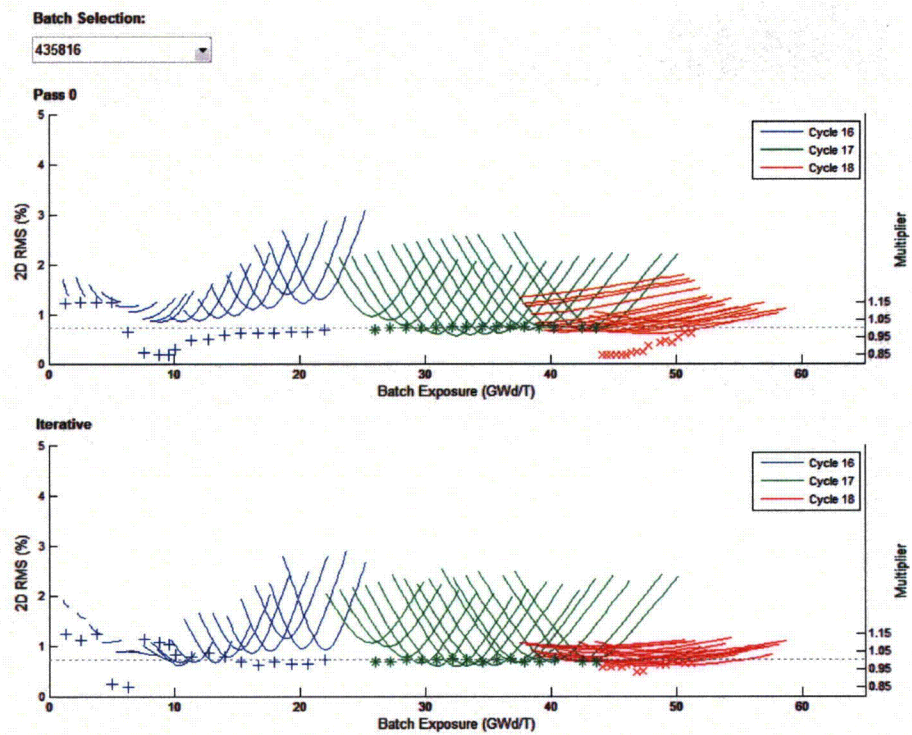 Batch Selection:
435816
Pass 0
5
4
3
2
1
0
2D RMS (%)
Cycle 16
Cycle 17
Cycle 18
Multiplier
1.15
1.05
0.95
0.85
0
10
20
30
40
50
60
Batch Exposure (GWd/T)
Iterative
5
4
3
2
1
0
2D RMS (%)
Cycle 16
Cycle 17
Cycle 18
Multiplier
1.15
1.05
0.95
0.85
0
10
20
30
40
50
60
Batch Exposure (GWd/T)